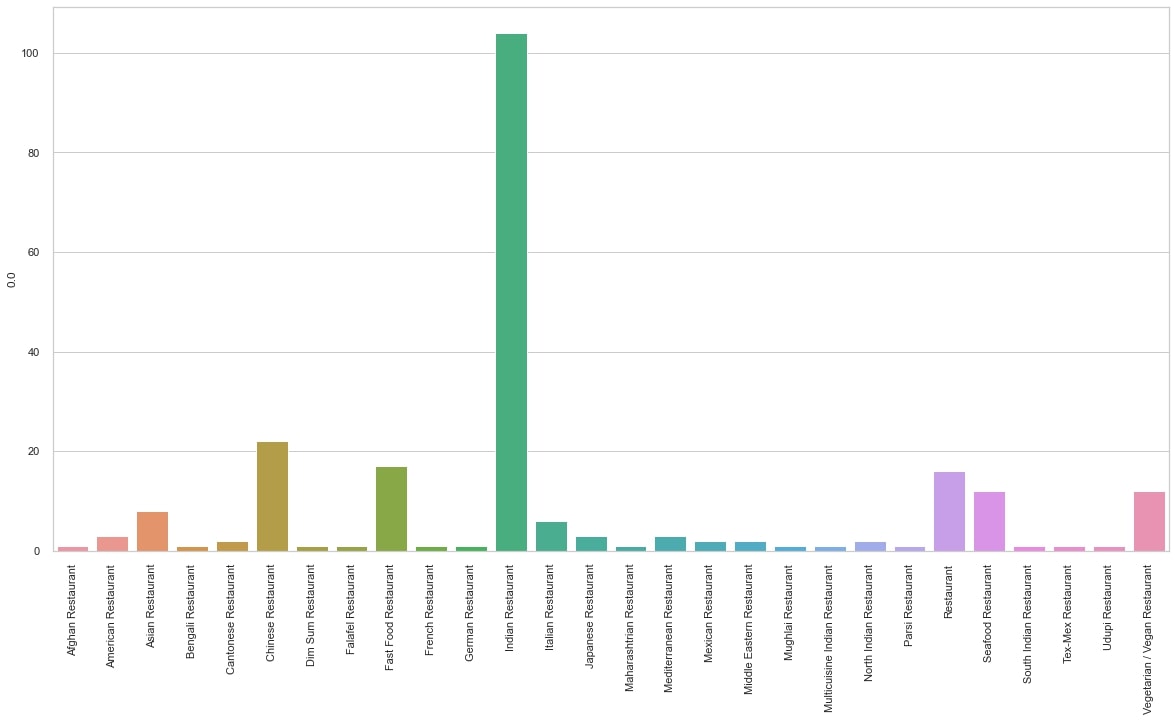 100
80
60
40
20
0
0.0
Afghan Restaurant
American Restaurant
Asian Restaurant
Bengali Restaurant
Cantonese Restaurant
Chinese Restaurant
Dim Sum Restaurant
Falafel Restaurant
Fast Food Restaurant
French Restaurant
German Restaurant
Indian Restaurant
Italian Restaurant
Japanese Restaurant
Maharashtrian Restaurant
Mediterranean Restaurant
Mexican Restaurant
Middle Eastern Restaurant
Mughlai Restaurant
Multicuisine Indian Restaurant
North Indian Restaurant
Parsi Restaurant
Restaurant
Seafood Restaurant
South Indian Restaurant
Tex-Mex Restaurant
Udupi Restaurant
Vegetarian / Vegan Restaurant